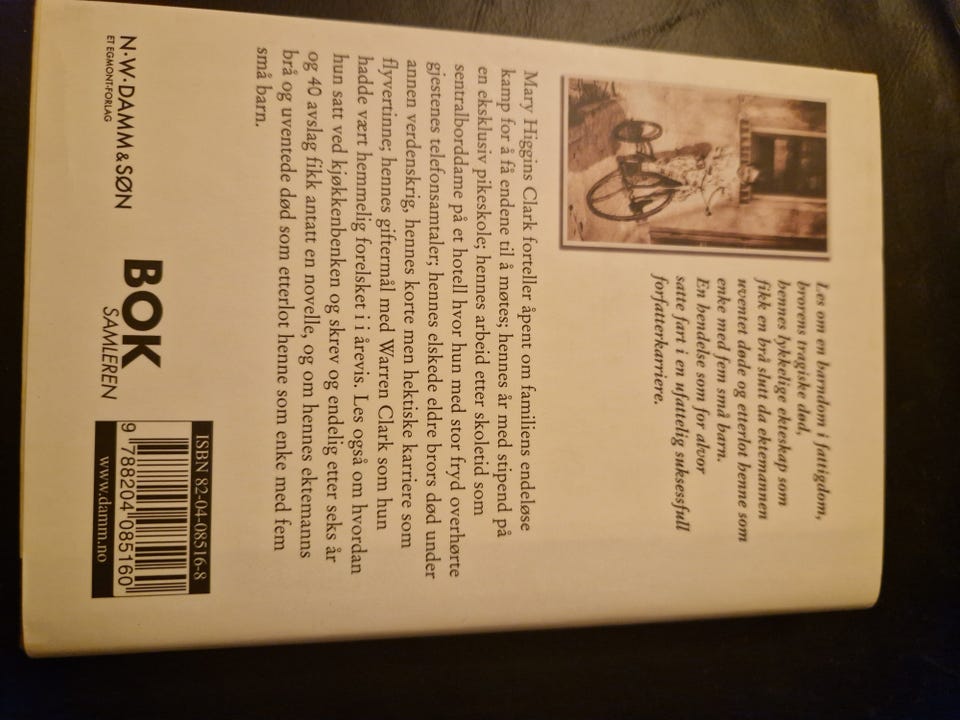 Les om en barndom i fattigdom,
brorens tragiske død,
hennes lykkelige ekteskap som
fikk en brå slutt da ektemannen
uventet døde og etterlot henne som
enke med fem små barn.
En hendelse som for alvor
satte fart i en ufattelig suksessfull
forfatterkarriere.
Mary Higgins Clark forteller åpent om familiens endeløse
kamp for å få endene til å møtes; hennes år med stipend på
en eksklusiv pikeskole; hennes arbeid etter skoletid som
sentralborddame på et hotell hvor hun med stor fryd overhørte
gjestenes telefonsamtaler; hennes elskede eldre brors død under
annen verdenskrig, hennes korte men hektiske karriere som
flyvertinne; hennes giftermål med Warren Clark som hun
hadde vært hemmelig forelsket i i årevis. Les også om hvordan
hun satt ved kjøkkenbenken og skrev og endelig etter seks år
og 40 avslag fikk antatt en novelle, og om hennes ektemanns
brå og uventede død som etterlot henne som enke med fem
små barn.
N·W·DAMM & SØN
ET EGMONT-FORLAG
BOK
SAMLEREN
ISBN 82-04-08516-8
9 788204 085160
www.damm.no